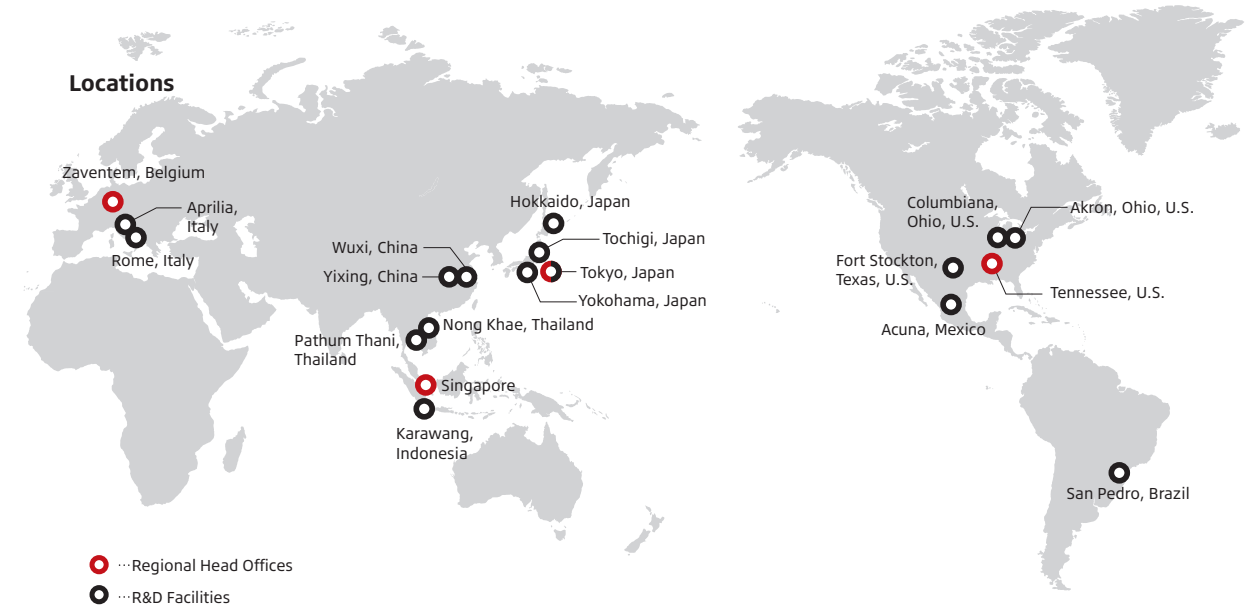 Locations
Zaventem, Belgium
Aprilia,
Italy
Rome, Italy
Wuxi, China
Yixing, China
Hokkaido, Japan
Tochigi, Japan
Tokyo, Japan
Yokohama, Japan
Nong Khae, Thailand
Pathum Thani,
Thailand
Singapore
Karawang,
Indonesia
Columbiana,
Ohio, U.S.
Akron, Ohio, U.S.
Fort Stockton,
Texas, U.S.
Tennessee, U.S.
Acuna, Mexico
San Pedro, Brazil
···Regional Head Offices
···R&D Facilities